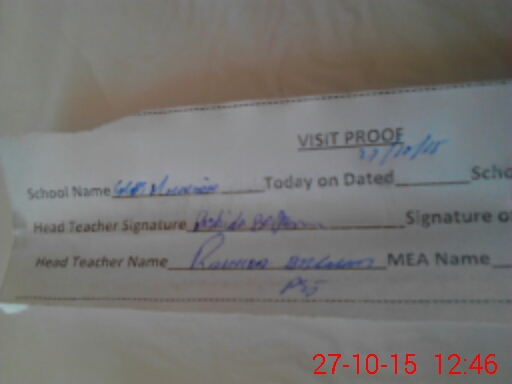 VISIT PROOF
27/10/15
School Name Today on Dated Scho
Head Teacher Signature Signature o
Head Teacher Name MEA Name
27-10-15 12:46